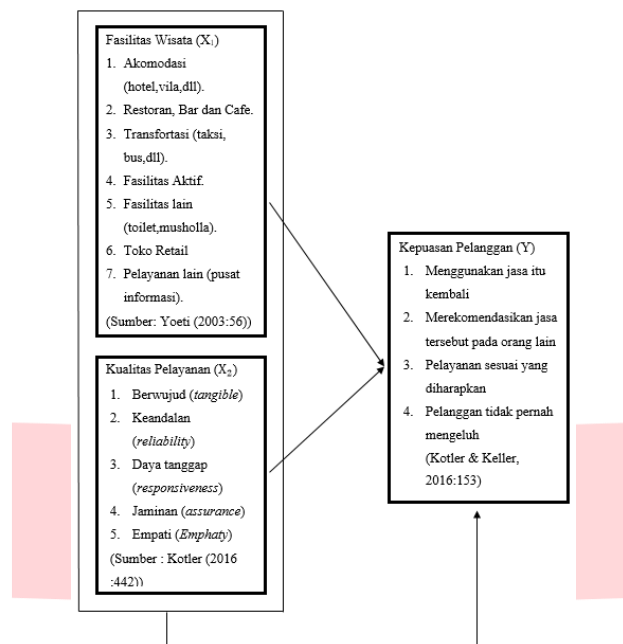 Fasilitas Wisata (X₁)
1. Akomodasi
(hotel,vila,dll).
2. Restoran, Bar dan Cafe.
3. Transfortasi (taksi,
bus,dll).
4. Fasilitas Aktif.
5. Fasilitas lain
(toilet,musholla).
6. Toko Retail
7. Pelayanan lain (pusat
informasi).
(Sumber: Yoeti (2003:56))
Kualitas Pelayanan (X₂)
1. Berwujud (tangible)
2. Keandalan
(reliability)
3. Daya tanggap
(responsiveness)
4. Jaminan (assurance)
5. Empati (Emphaty)
(Sumber : Kotler (2016
:442))
Kepuasan Pelanggan (Y)
1. Menggunakan jasa itu
kembali
2. Merekomendasikan jasa
tersebut pada orang lain
3. Pelayanan sesuai yang
diharapkan
4. Pelanggan tidak pernah
mengeluh
(Kotler & Keller,
2016:153)